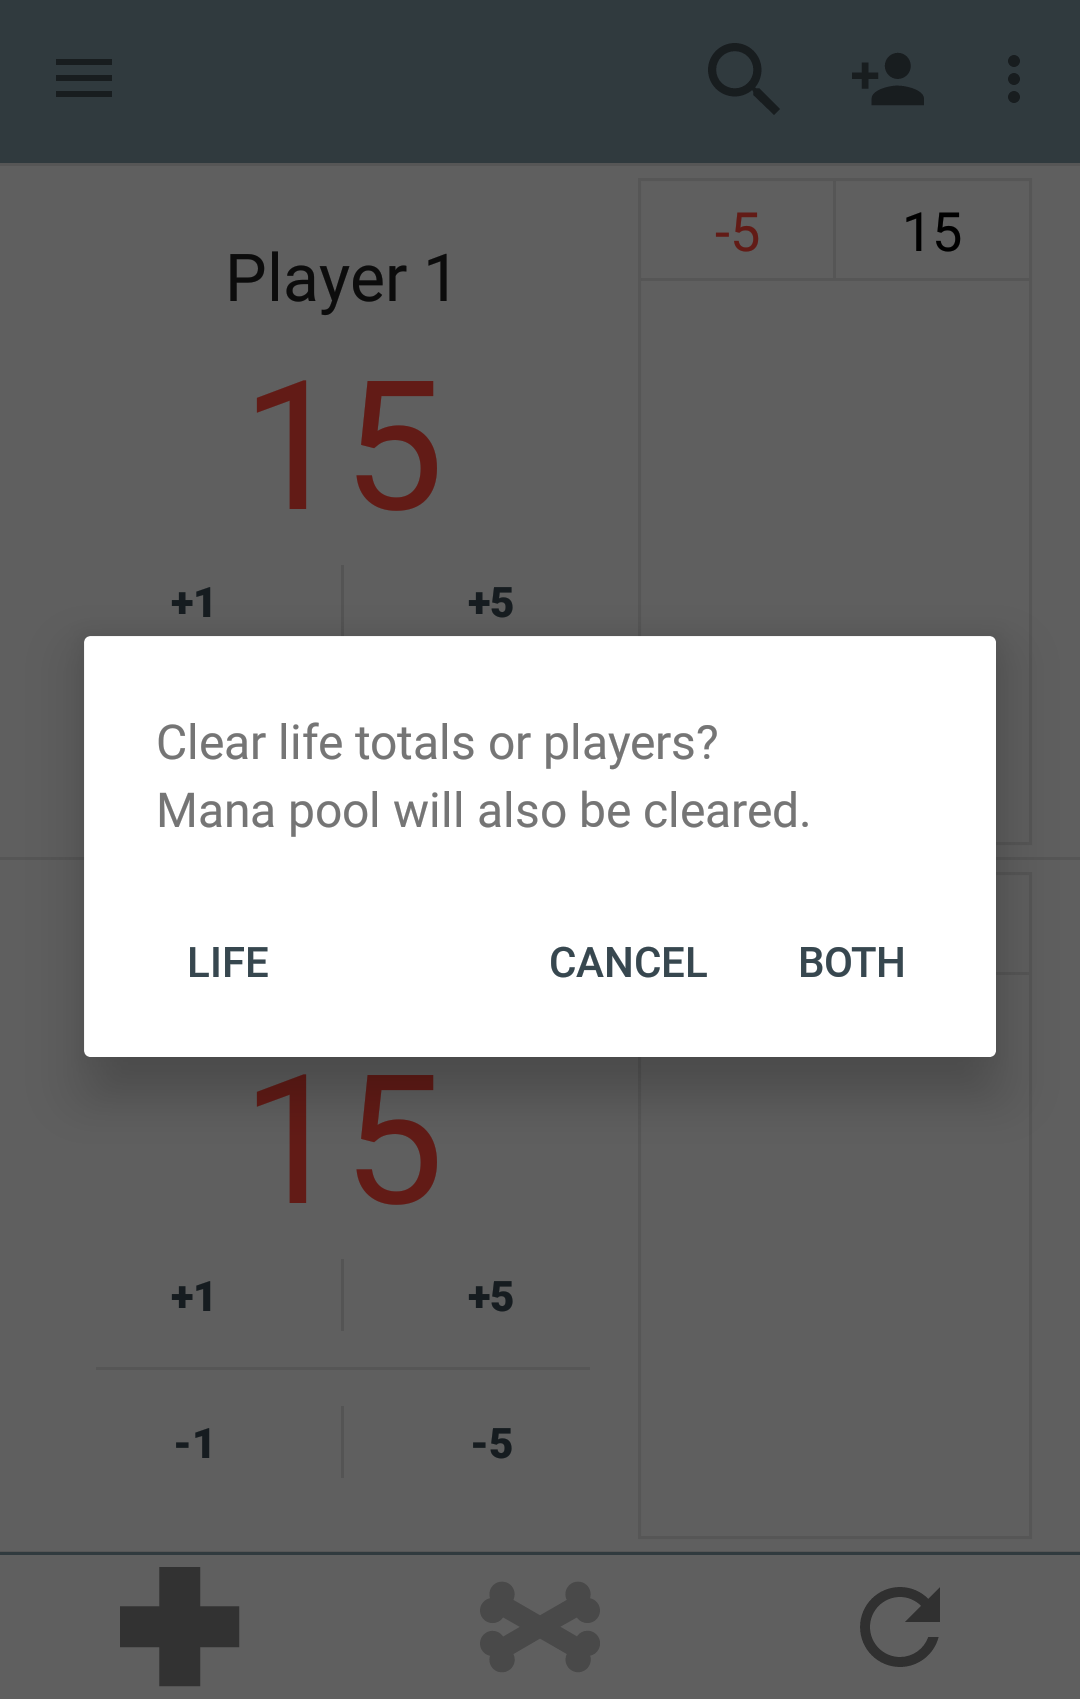 -5 15
Player 1
15
+1 +5
Clear life totals or players?
Mana pool will also be cleared.
LIFE CANCEL BOTH
15
+1 +5
-1 -5